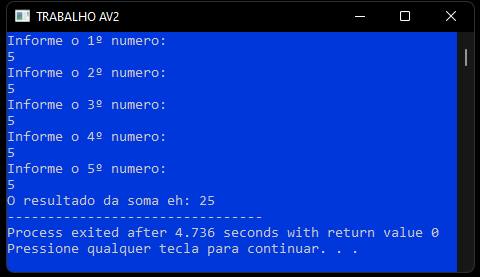 TRABALHO AV2
Informe o 1º numero:
5
Informe o 2º numero:
5
Informe o 3º numero:
5
Informe o 4º numero:
5
Informe o 5º numero:
5
O resultado da soma eh: 25
--------------------------------
Process exited after 4.736 seconds with return value 0
Pressione qualquer tecla para continuar. . .